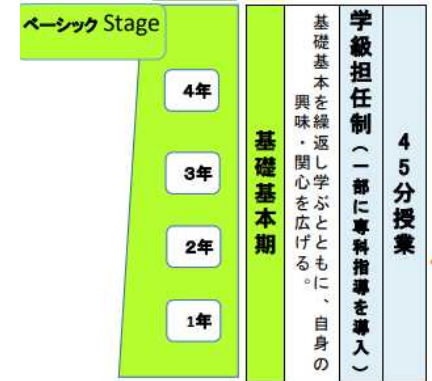 ベーシック Stage
4年
3年
2年
1年
基礎基本期
基礎基本を繰返し学ぶとともに、自身の
興味・関心を広げる。
学級担任制(一部に専科指導を導入)
45分授業